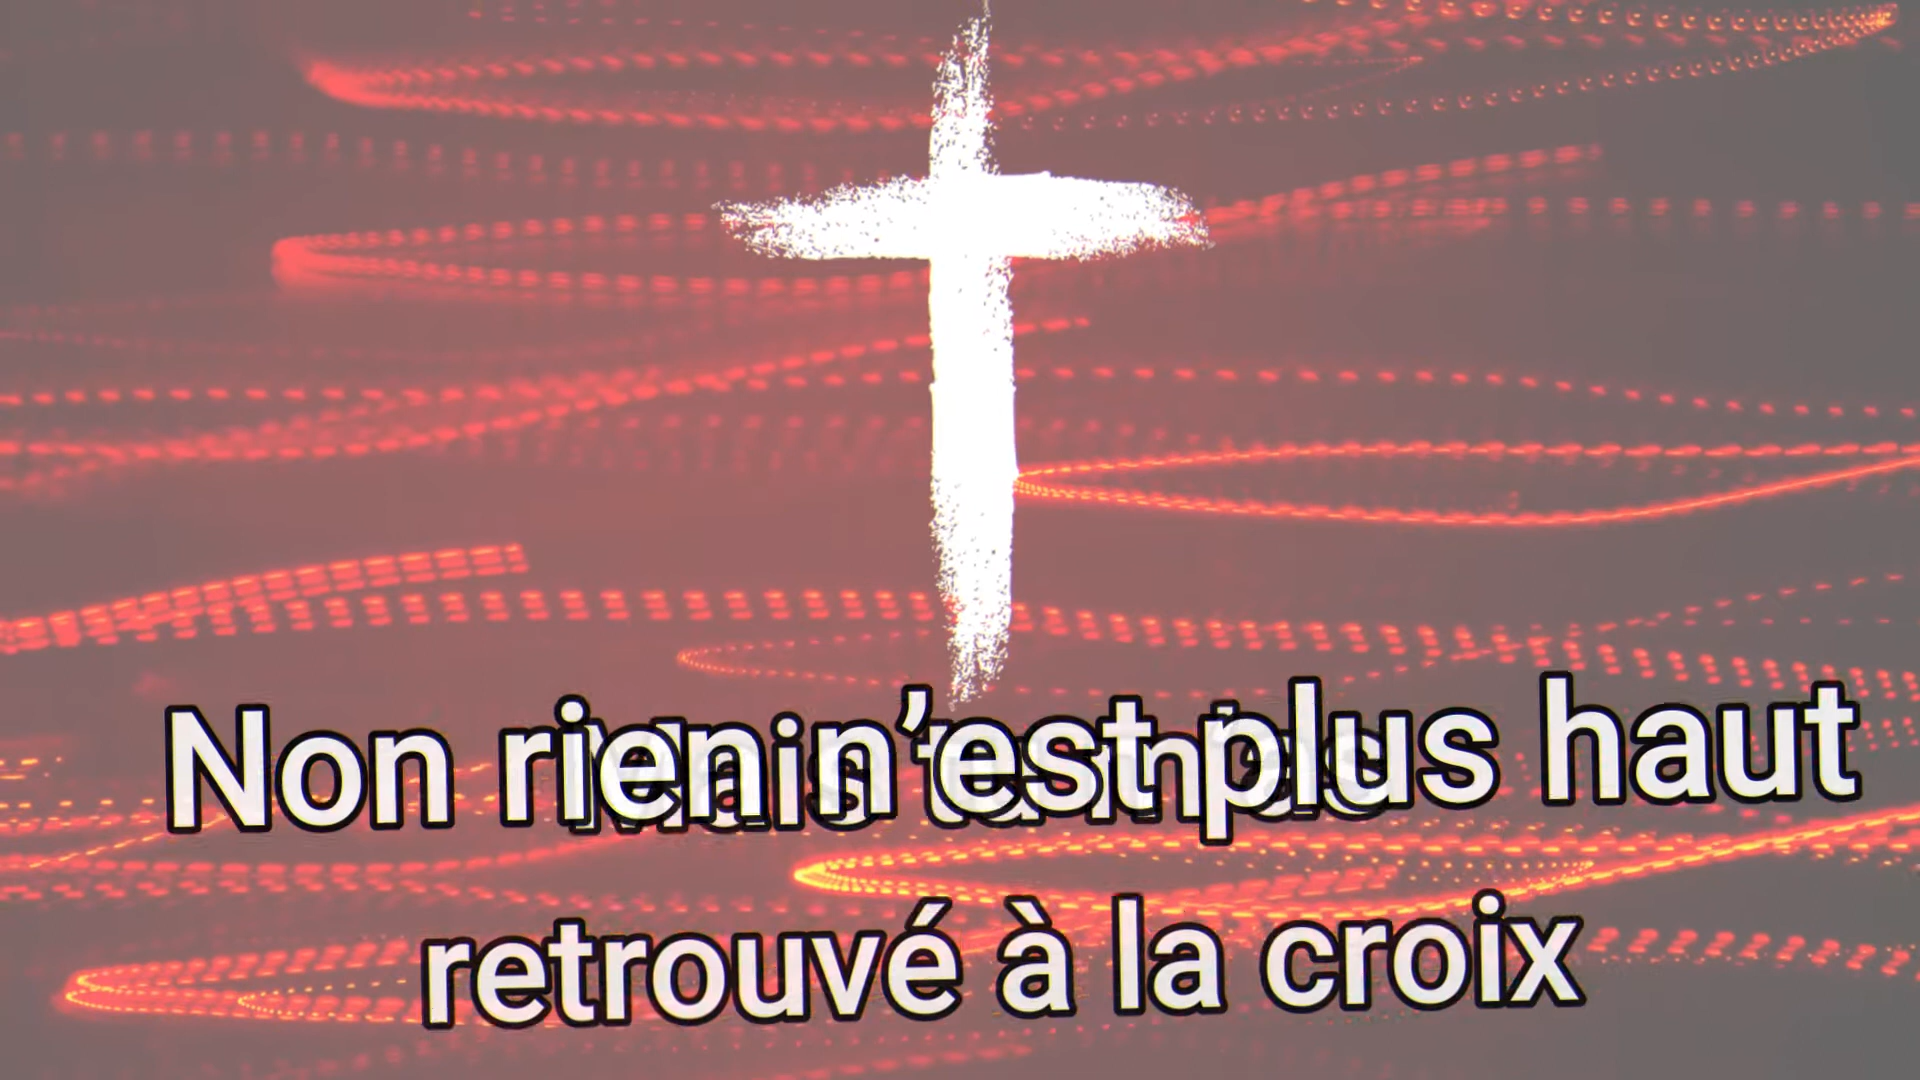 Non rien n’est plus haut
retrouvé à la croix